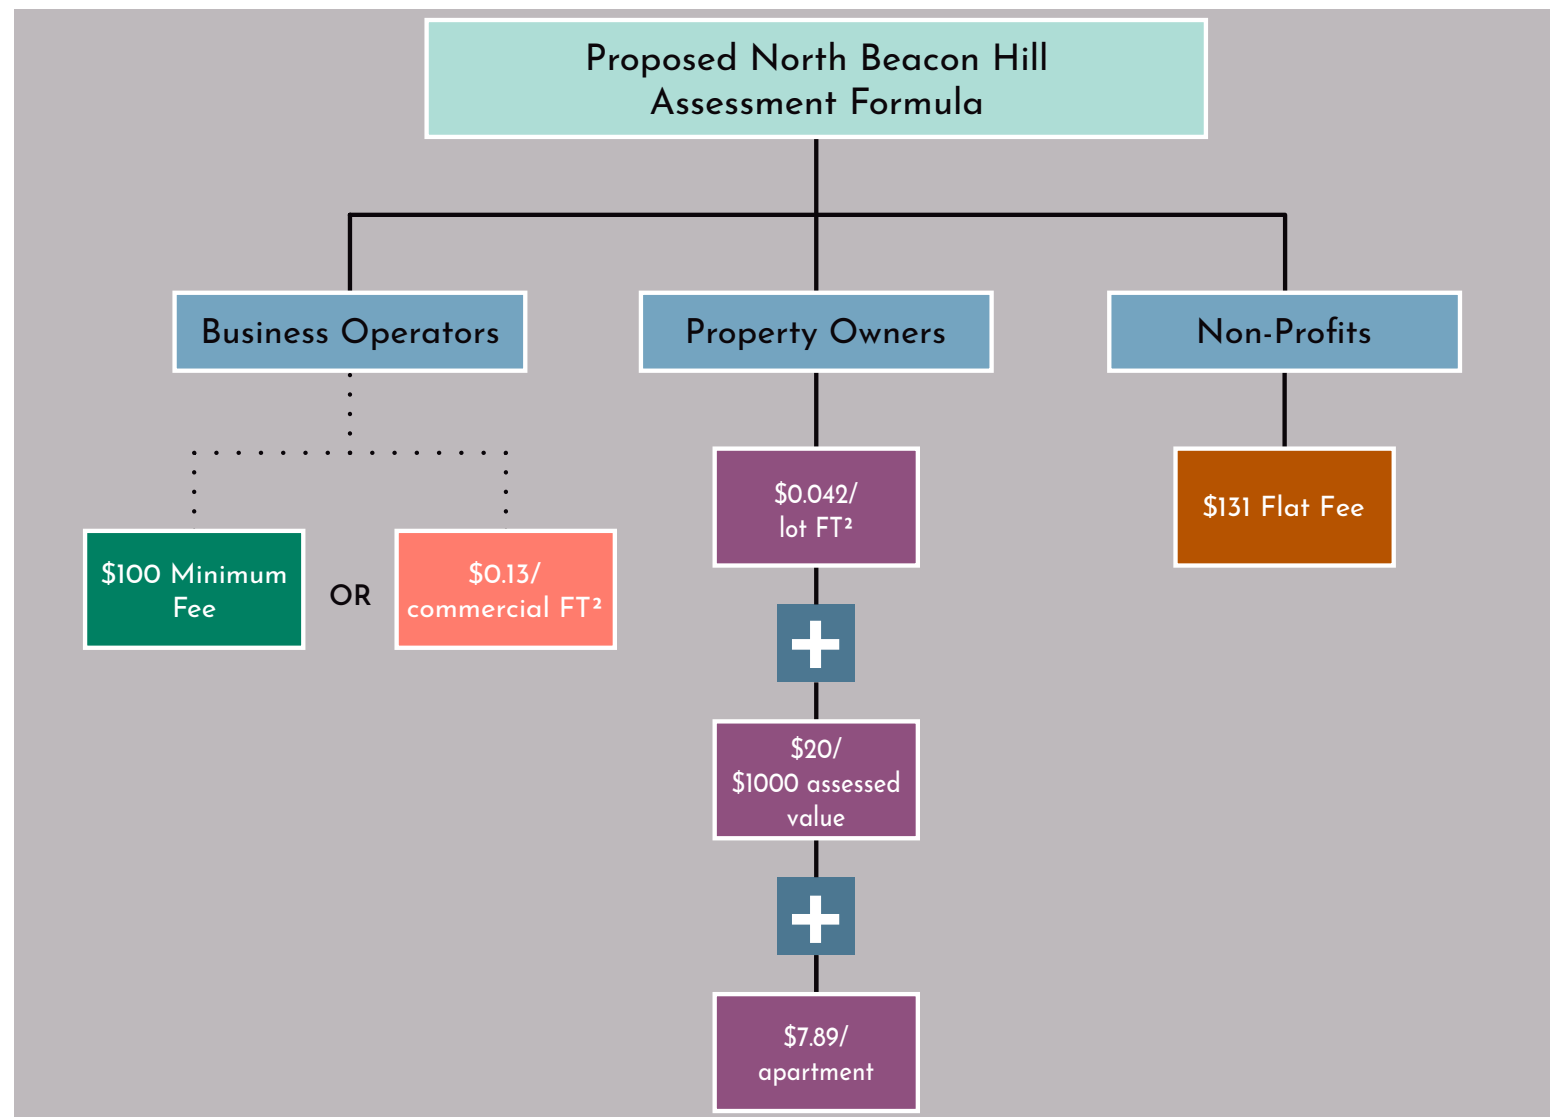 Proposed North Beacon Hill
Assessment Formula
Business Operators
Property Owners
Non-Profits
$100 Minimum
Fee
OR
$0.13/
commercial FT²
$0.042/
lot FT²
$131 Flat Fee
$20/
$1000 assessed
value
$7.89/
apartment